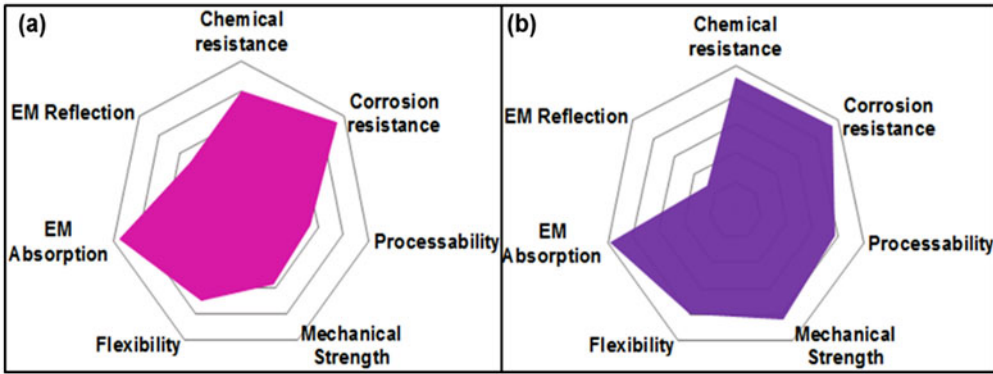 (a)
Chemical
resistance
EM Reflection
Corrosion
resistance
EM
Absorption
Processability
Flexibility
Mechanical
Strength
(b)
Chemical
resistance
EM Reflection
Corrosion
resistance
EM
Absorption
Processability
Flexibility
Mechanical
Strength